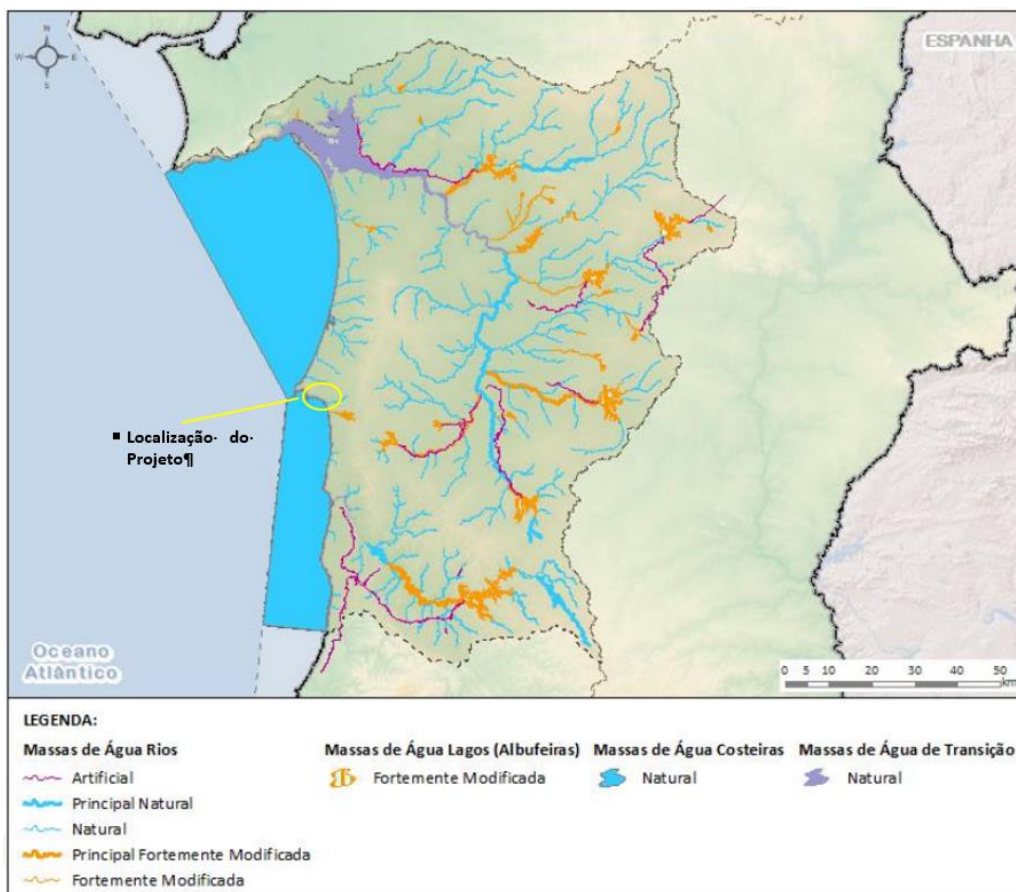 N
W E
S
ESPANHA
▪ Localização· do·
Projeto¶
Oceano
Atlântico
0 5 10 20 30 40 50
km
LEGENDA:
Massas de Água Rios
Artificial
Principal Natural
Natural
Principal Fortemente Modificada
Fortemente Modificada
Massas de Água Lagos (Albufeiras)
Fortemente Modificada
Massas de Água Costeiras
Natural
Massas de Água de Transição
Natural